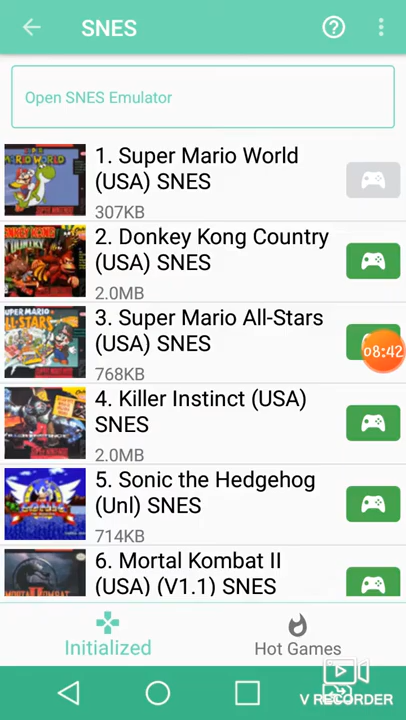 SNES
Open SNES Emulator
1. Super Mario World
(USA) SNES
307KB
2. Donkey Kong Country
(USA) SNES
2.0MB
3. Super Mario All-Stars
(USA) SNES
768KB
08:42
4. Killer Instinct (USA)
SNES
2.0MB
5. Sonic the Hedgehog
(Unl) SNES
714KB
6. Mortal Kombat II
(USA) (V1.1) SNES
Initialized
Hot Games
V RECORDER